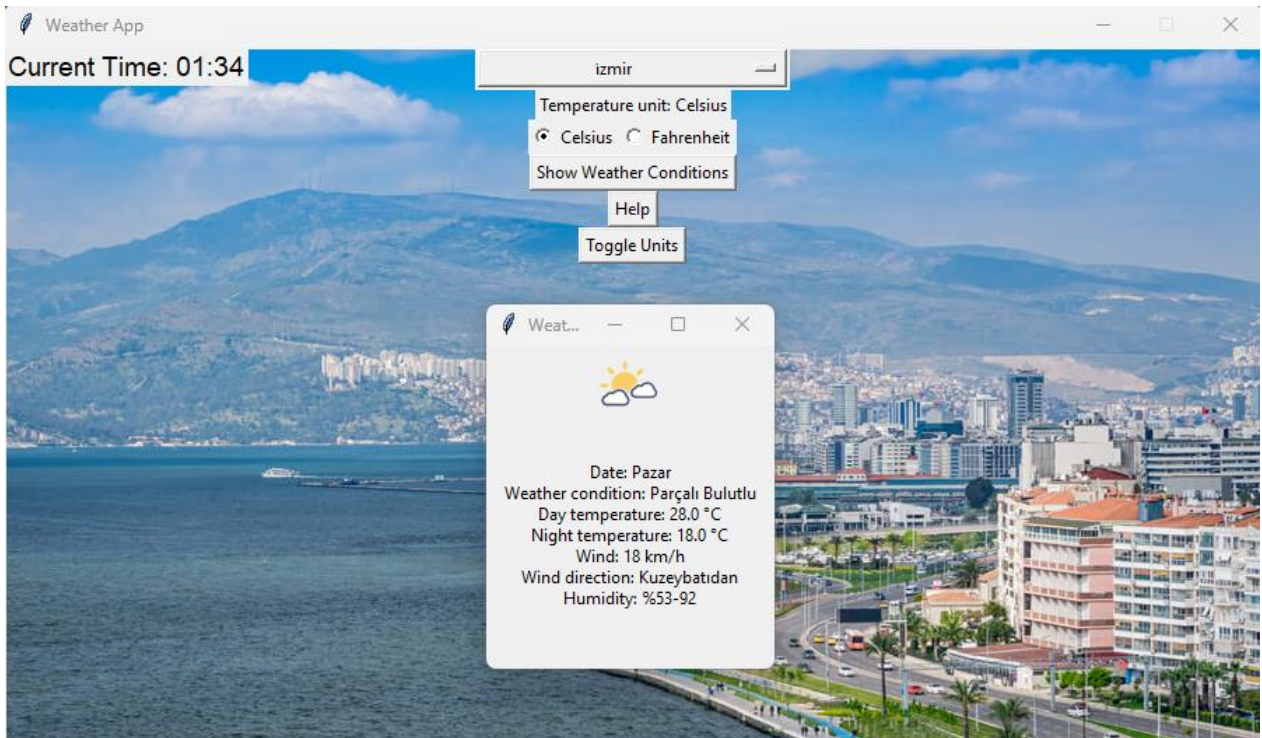 Weather App
Current Time: 01:34
izmir
Temperature unit: Celsius
Celsius Fahrenheit
Show Weather Conditions
Help
Toggle Units
Weat...
Date: Pazar
Weather condition: Parçalı Bulutlu
Day temperature: 28.0 °C
Night temperature: 18.0 °C
Wind: 18 km/h
Wind direction: Kuzeybatıdan
Humidity: %53-92